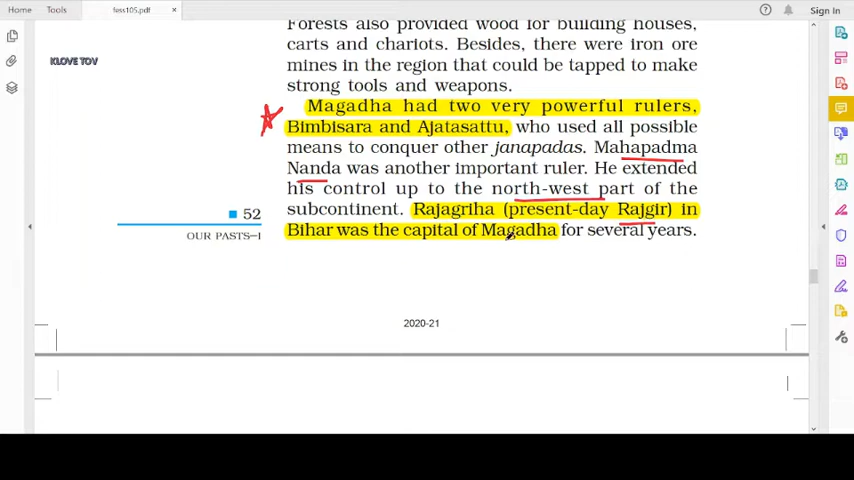 Home Tools fess105.pdf × Sign In
KLOVE TOV
Forests also provided wood for building houses,
carts and chariots. Besides, there were iron ore
mines in the region that could be tapped to make
strong tools and weapons.
Magadha had two very powerful rulers,
Bimbisara and Ajatasattu, who used all possible
means to conquer other janapadas. Mahapadma
Nanda was another important ruler. He extended
his control up to the north-west part of the
subcontinent. Rajagriha (present-day Rajgir) in
Bihar was the capital of Magadha for several years.
52
OUR PASTS–I
2020-21